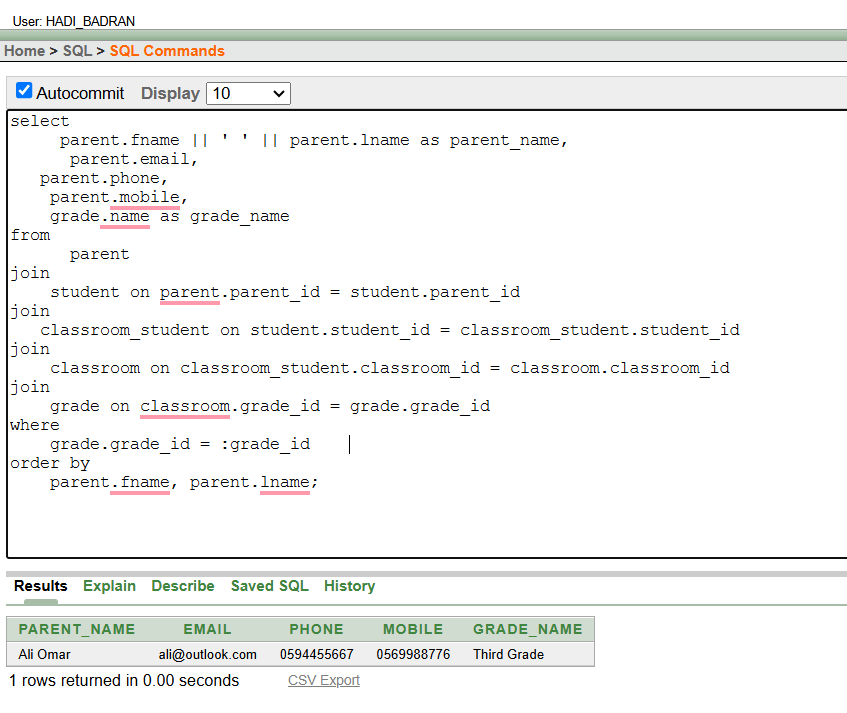 User: HADI_BADRAN
Home > SQL > SQL Commands
Autocommit Display 10
select
parent.fname || ' ' || parent.lname as parent_name,
parent.email,
parent.phone,
parent.mobile,
grade.name as grade_name
from
parent
join
student on parent.parent_id = student.parent_id
join
classroom_student on student.student_id = classroom_student.student_id
join
classroom on classroom_student.classroom_id = classroom.classroom_id
join
grade on classroom.grade_id = grade.grade_id
where
grade.grade_id = :grade_id
order by
parent.fname, parent.lname;
Results Explain Describe Saved SQL History
PARENT_NAME EMAIL PHONE MOBILE GRADE_NAME
Ali Omar ali@outlook.com 0594455667 0569988776 Third Grade
1 rows returned in 0.00 seconds CSV Export